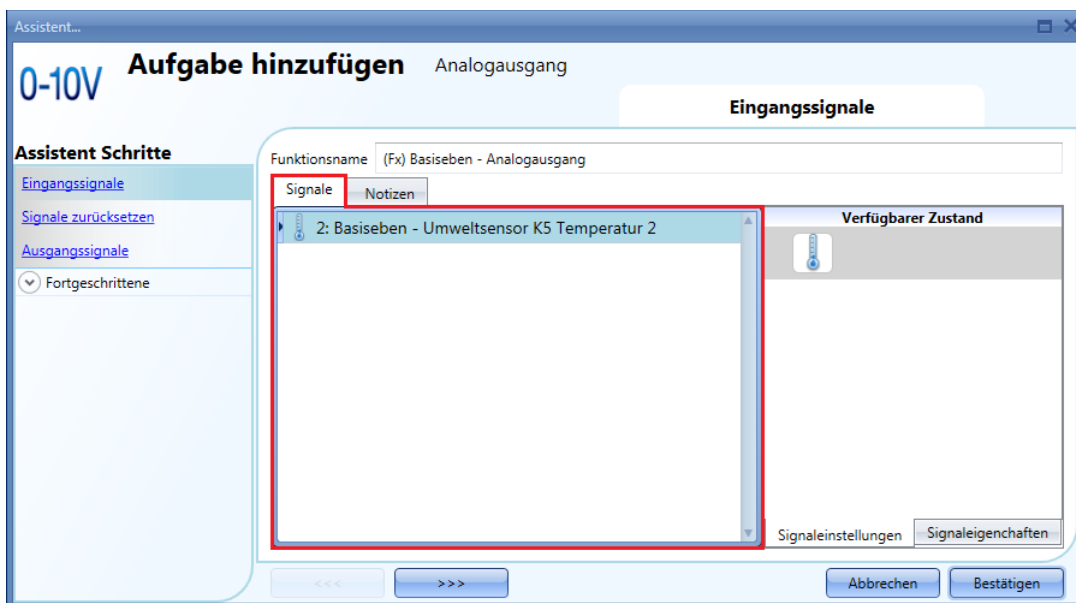 Assistent...
0-10V
Aufgabe hinzufügen Analogausgang
Eingangssignale
Assistent Schritte
Eingangssignale
Signale zurücksetzen
Ausgangssignale
Fortgeschrittene
Funktionsname (Fx) Basiseben - Analogausgang
Signale Notizen
2: Basiseben - Umweltsensor K5 Temperatur 2
Verfügbarer Zustand
Signaleinstellungen Signaleigenschaften
<<< >>> Abbrechen Bestätigen